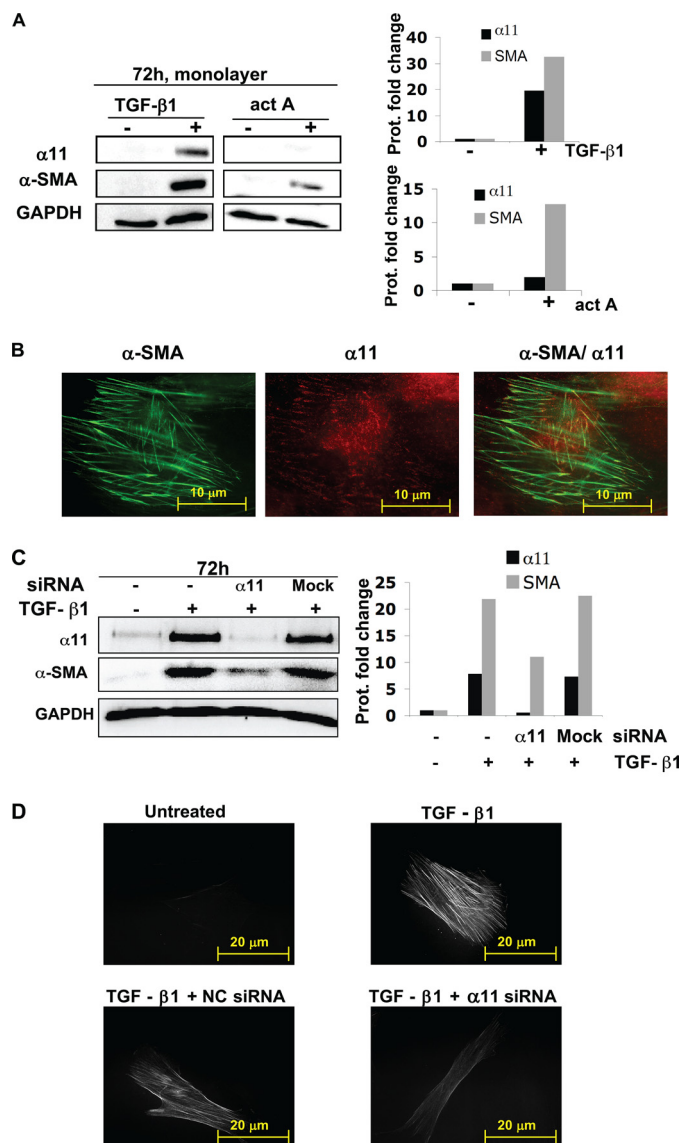 A
72h, monolayer
TGF-β1 act A
- + - +
α11
α-SMA
GAPDH
Prot. fold change
40
30
20
10
0
α11
SMA
- + TGF-β1
Prot. fold change
15
10
5
0
α11
SMA
- + act A
B
α-SMA α11 α-SMA/ α11
10 μm 10 μm 10 μm
C
72h
siRNA - - α11 Mock
TGF- β1 - + + +
α11
α-SMA
GAPDH
α11
SMA
Prot. fold change
25
20
15
10
5
0
- - α11 Mock siRNA
- + + + TGF- β1
D
Untreated TGF - β1
20 μm 20 μm
TGF - β1 + NC siRNA TGF - β1 + α11 siRNA
20 μm 20 μm